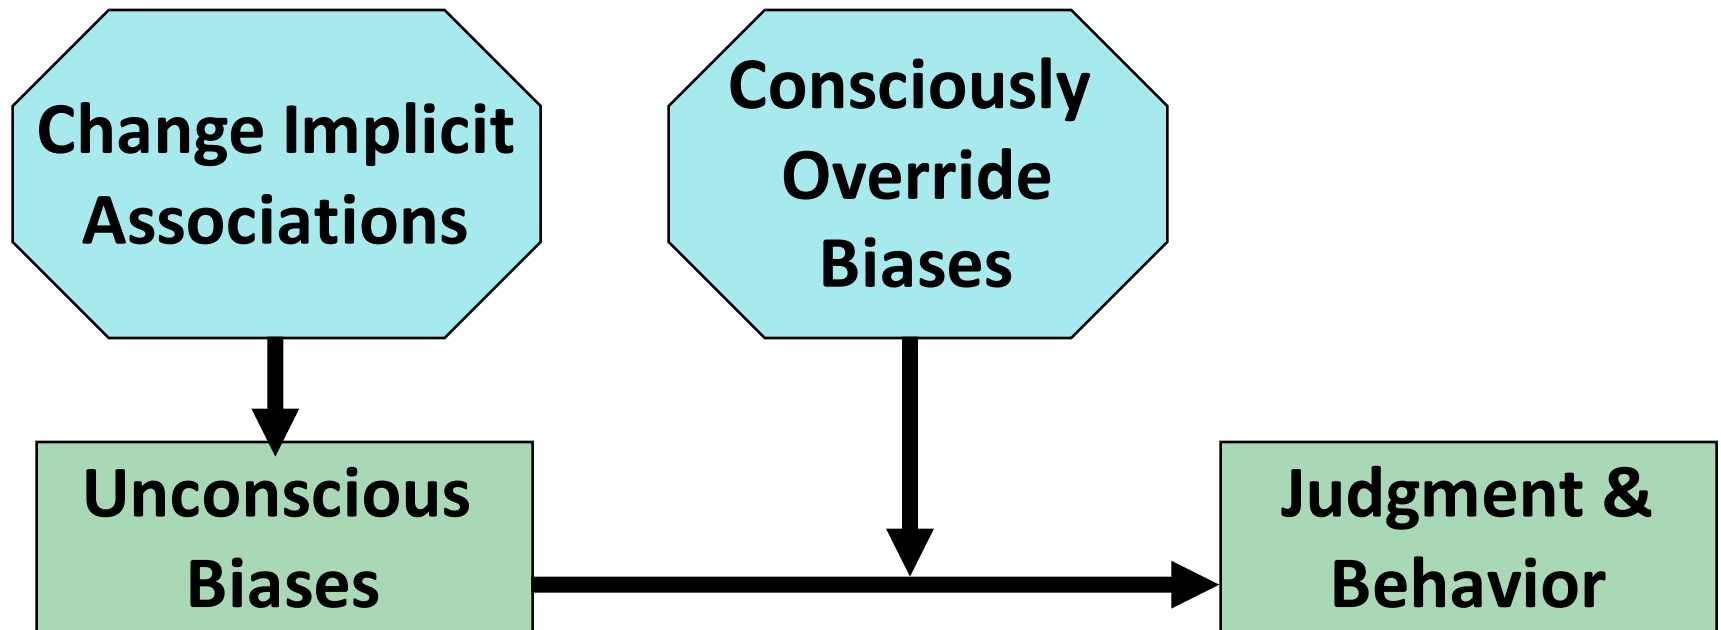 Change Implicit
Associations
Consciously
Override
Biases
Unconscious
Biases
Judgment &
Behavior